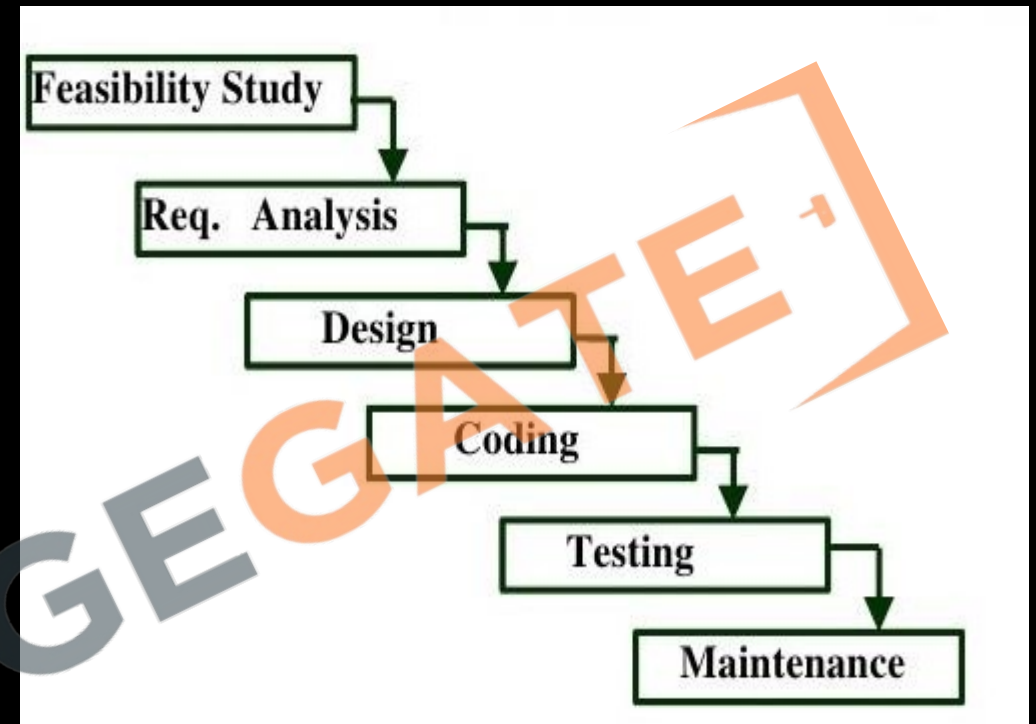 Feasibility Study
Req. Analysis
Design
Coding
Testing
Maintenance
GEGATE